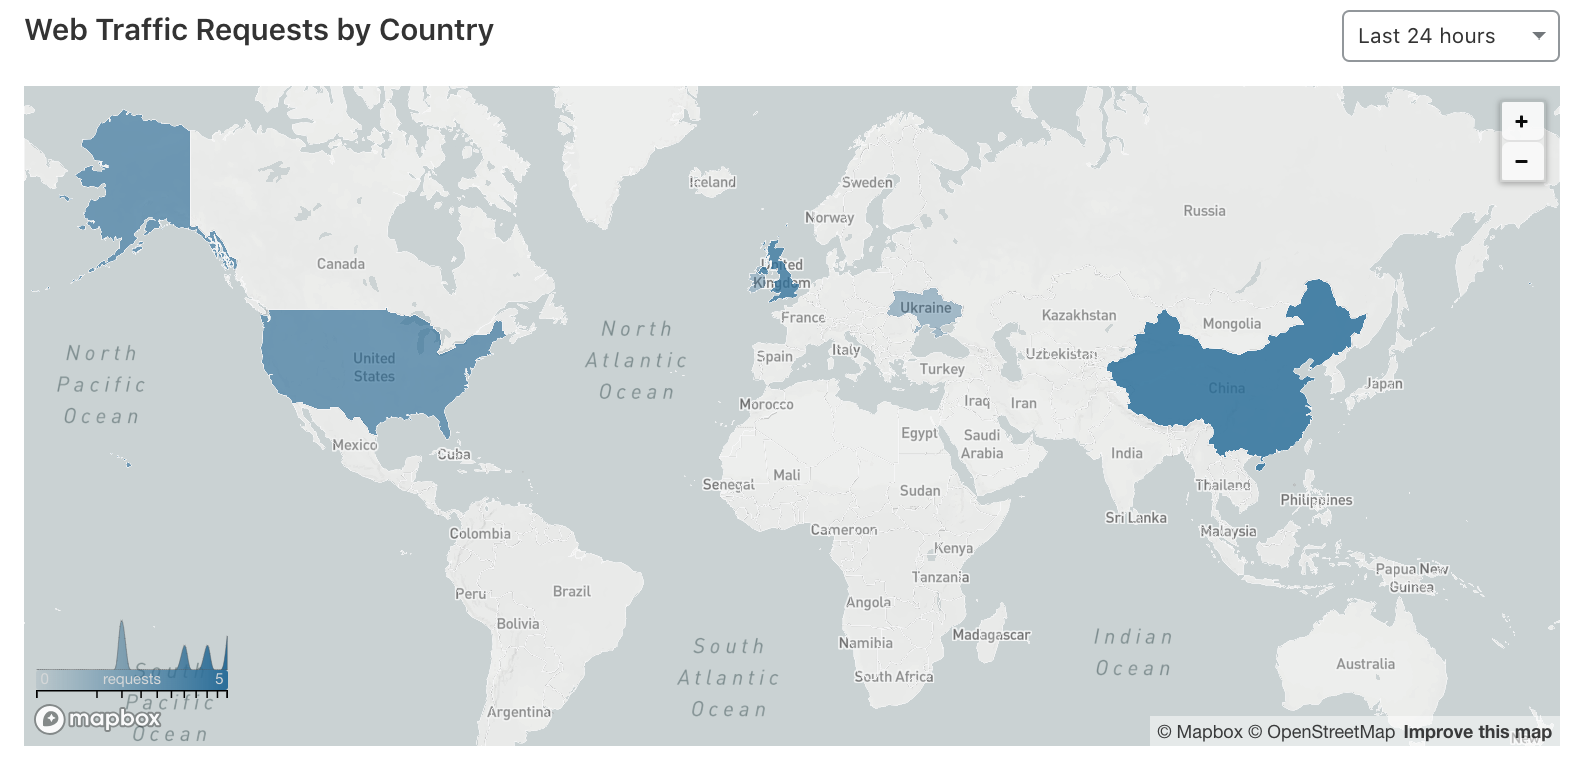 Web Traffic Requests by Country
Last 24 hours
+
−
Iceland
Sweden
Norway
Russia
Canada
United
Kingdom
Ukraine
France
Kazakhstan
Mongolia
North
Atlantic
Ocean
North
Pacific
Ocean
United
States
Spain
Italy
Uzbekistan
Turkey
China
Japan
Morocco
Iraq
Iran
Mexico
Cuba
Egypt
Saudi
Arabia
India
Mali
Senegal
Sudan
Thailand
Philippines
Sri Lanka
Malaysia
Colombia
Cameroon
Kenya
Tanzania
Papua New
Guinea
Peru
Brazil
Angola
Bolivia
Namibia
Madagascar
Indian
Ocean
South
Atlantic
Ocean
South Africa
Australia
South
Pacific
Ocean
0 requests 5
mapbox
Argentina
© Mapbox © OpenStreetMap Improve this map
New